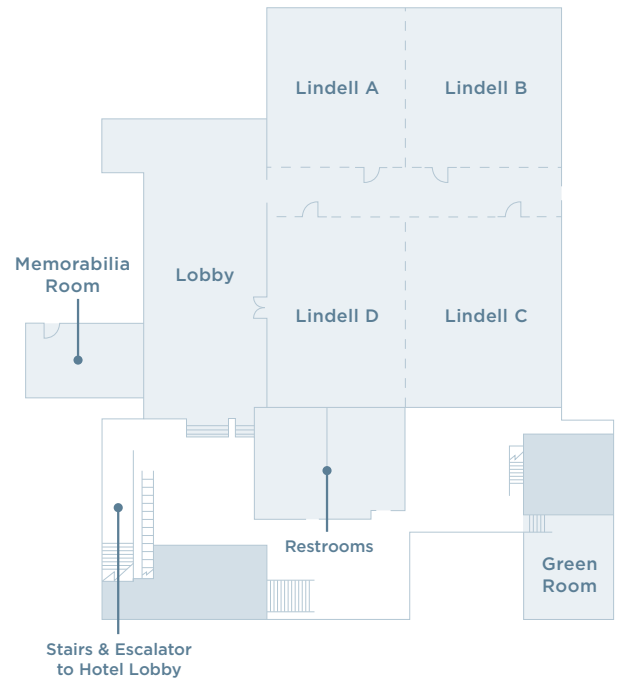 Lindell A
Lindell B
Memorabilia
Room
Lobby
Lindell D
Lindell C
Restrooms
Green
Room
Stairs & Escalator
to Hotel Lobby